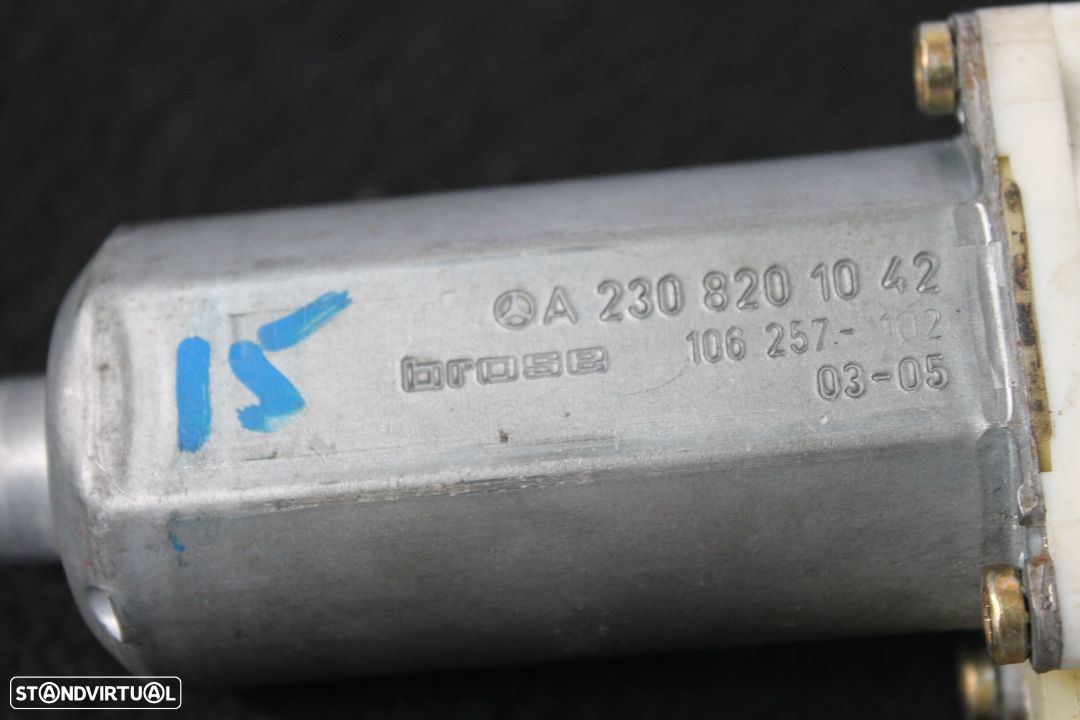 A 230 820 10 42
brose 106 257-102
03-05
15
STANDVIRTUAL